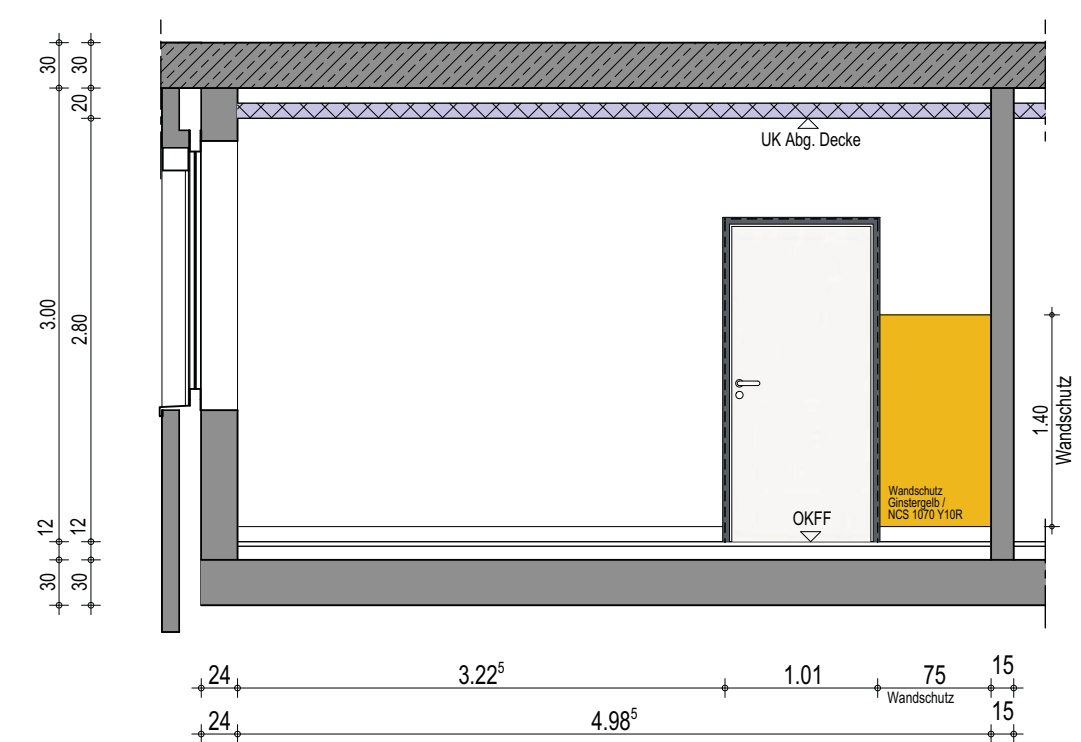 30
30
20
UK Abg. Decke
3.00
2.80
1.40
Wandschutz
Wandschutz
Ginstergelb /
NCS 1070 Y10R
OKFF
12
12
30
30
24
3.22⁵
1.01
75
15
Wandschutz
24
4.98⁵
15